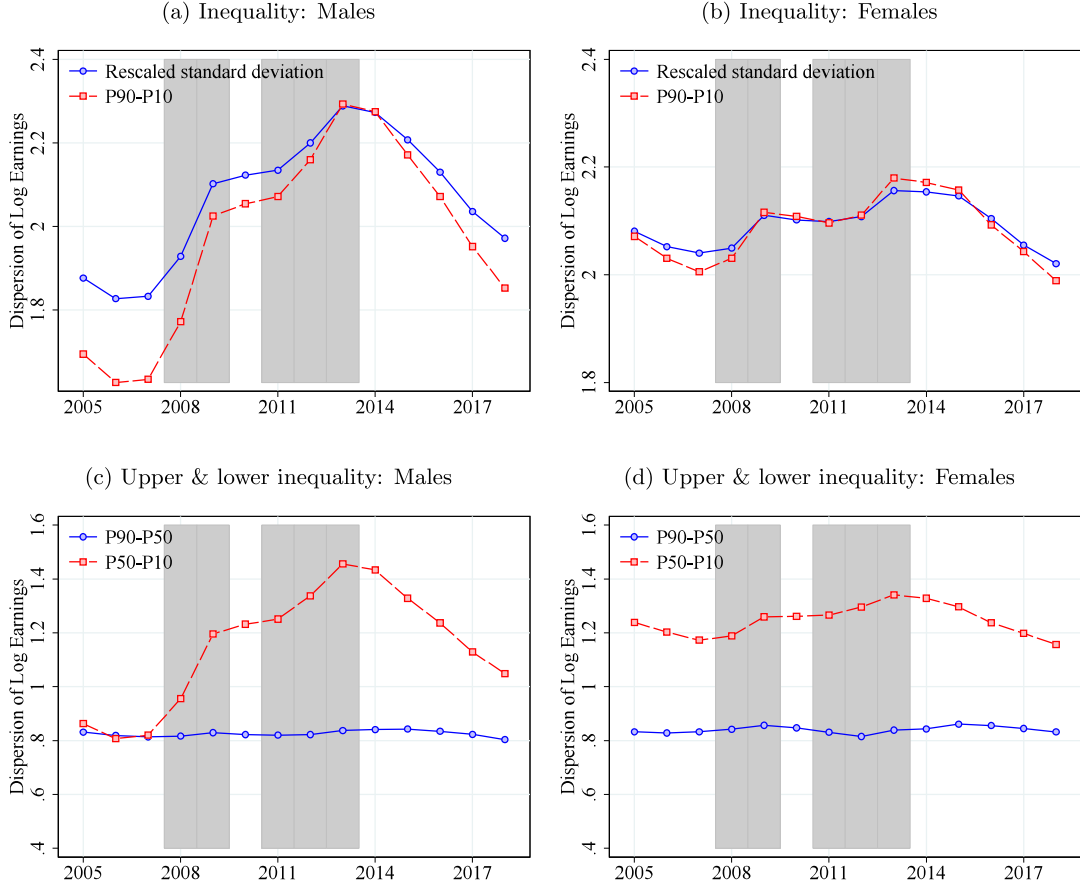 (a) Inequality: Males
Dispersion of Log Earnings
2.4
2.2
2
1.8
Rescaled standard deviation
P90-P10
2005
2008
2011
2014
2017
(b) Inequality: Females
Dispersion of Log Earnings
2.4
2.2
2
1.8
Rescaled standard deviation
P90-P10
2005
2008
2011
2014
2017
(c) Upper & lower inequality: Males
Dispersion of Log Earnings
1.6
1.4
1.2
1
.8
.6
.4
P90-P50
P50-P10
2005
2008
2011
2014
2017
(d) Upper & lower inequality: Females
Dispersion of Log Earnings
1.6
1.4
1.2
1
.8
.6
.4
P90-P50
P50-P10
2005
2008
2011
2014
2017